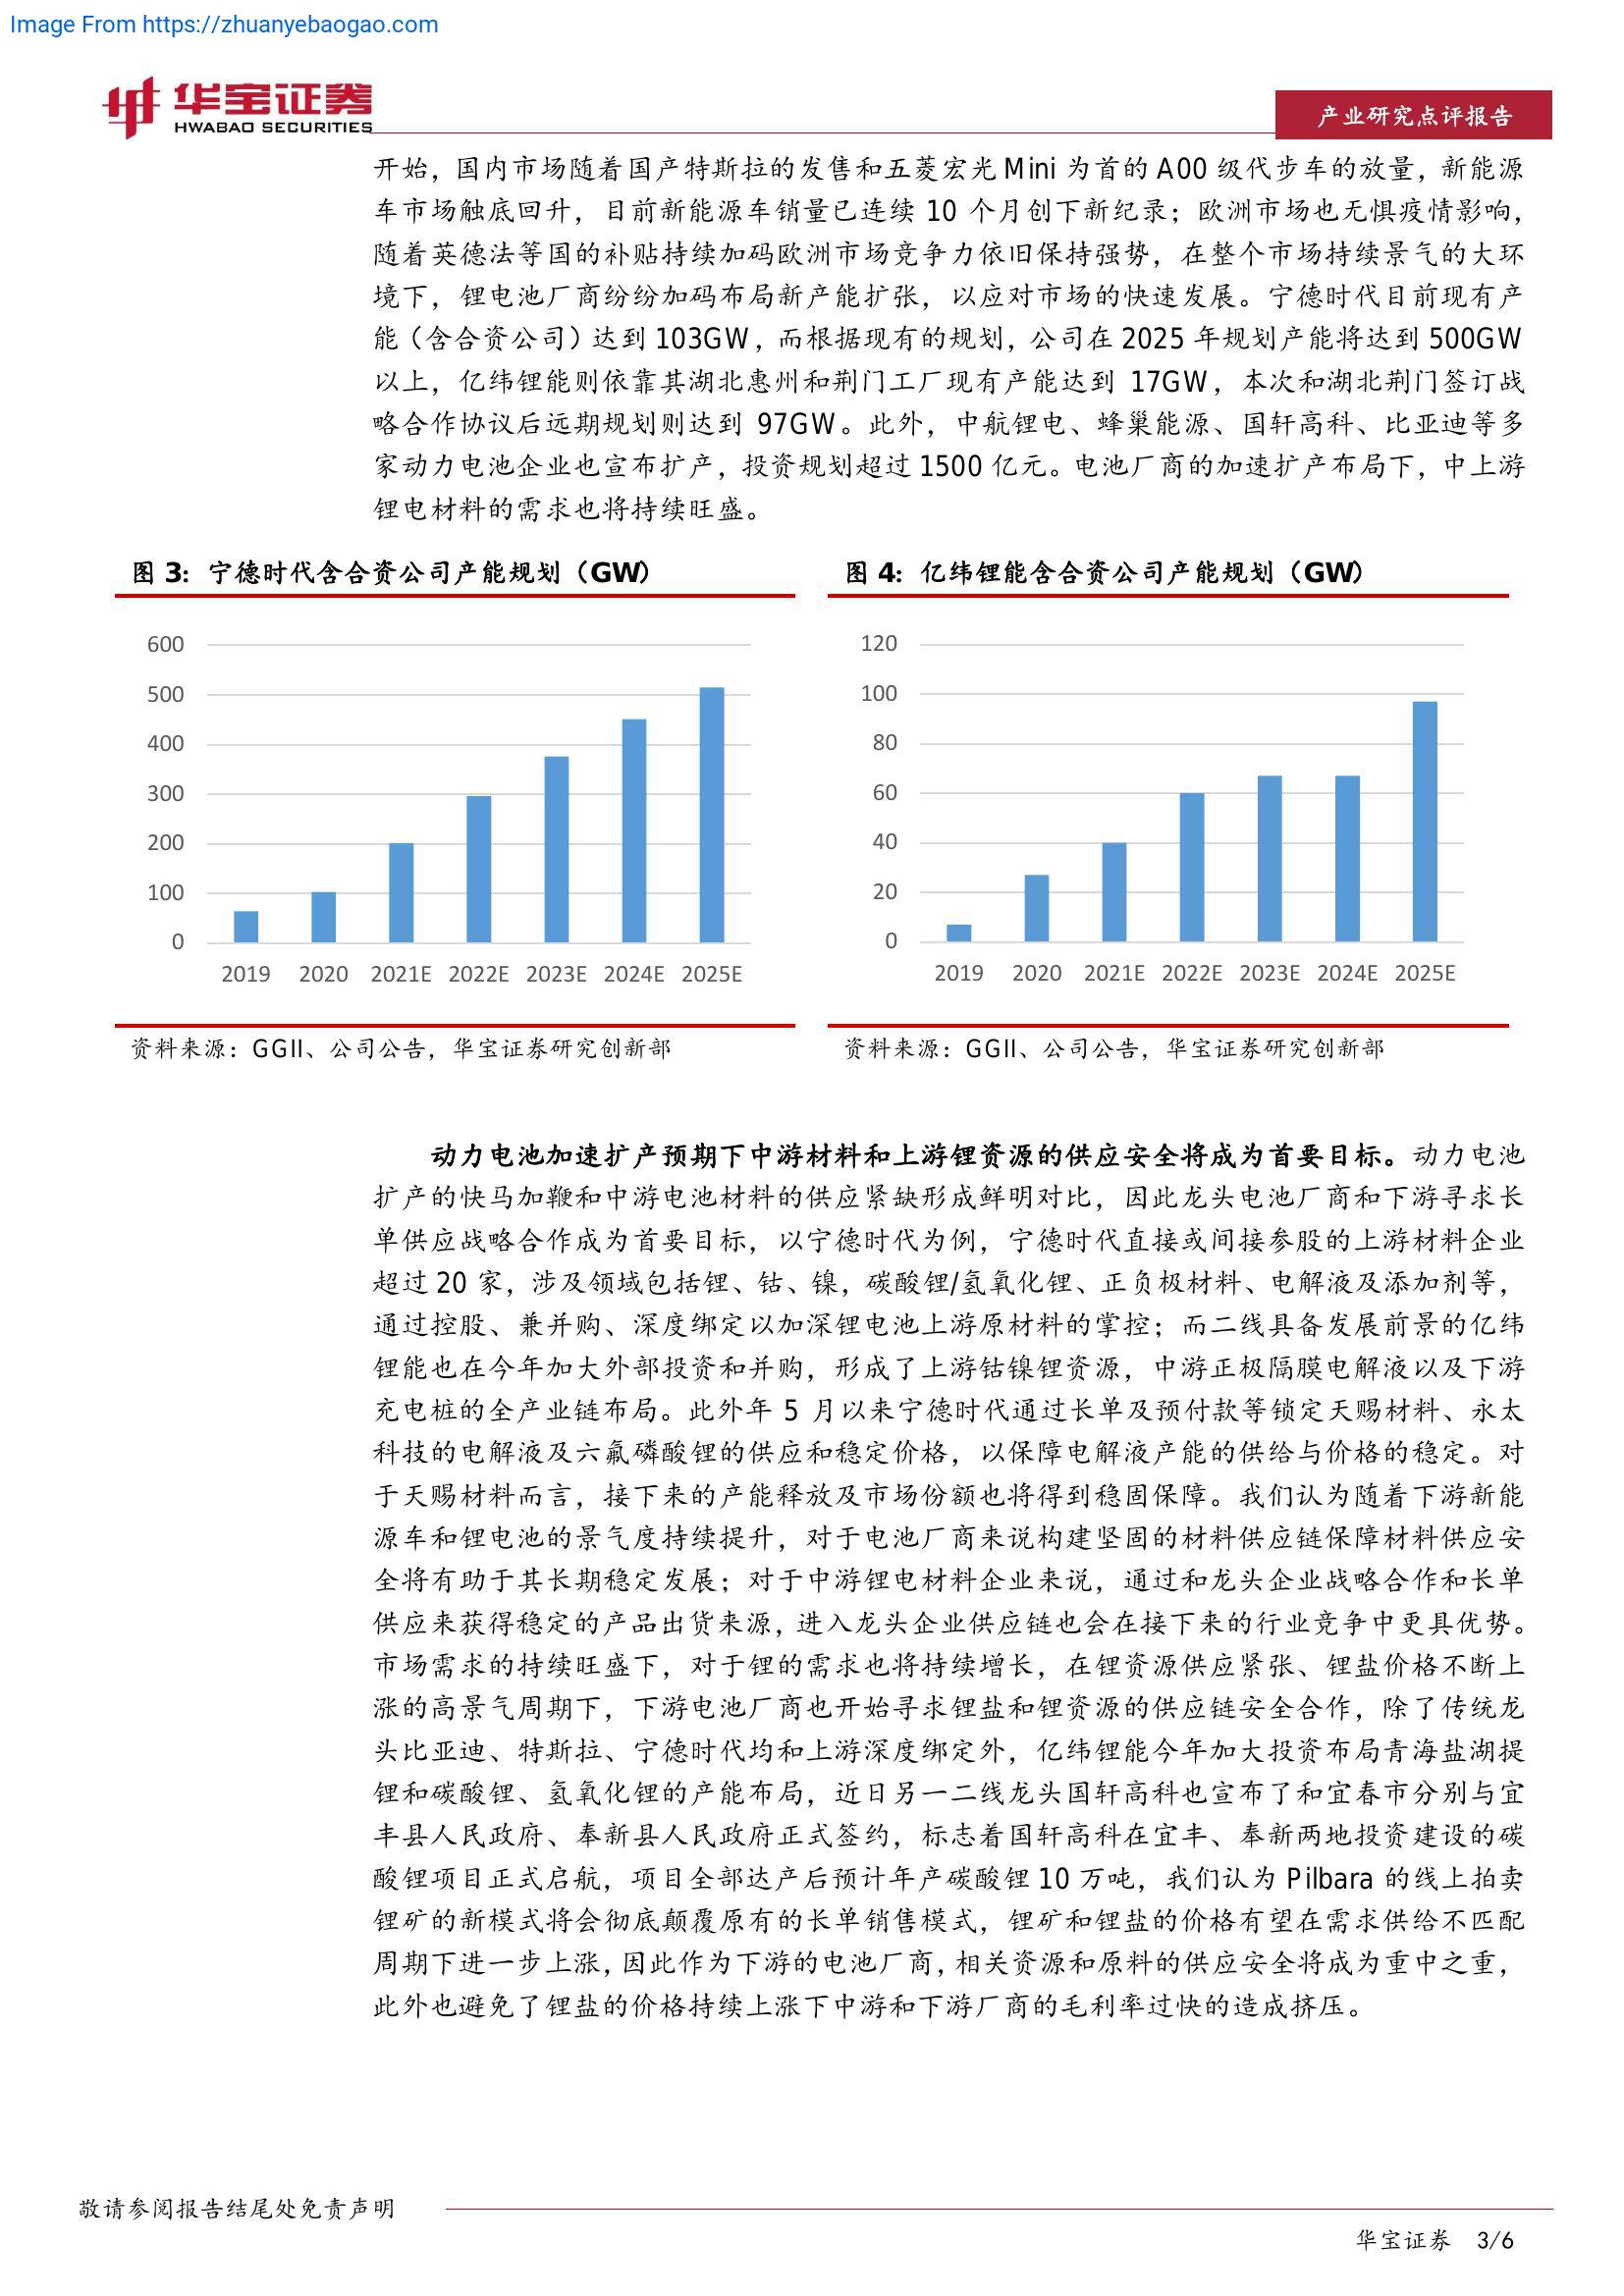 Image From https://zhuanyebaogao.com
华宝证券
HWABAO SECURITIES
产业研究点评报告
开始，国内市场随着国产特斯拉的发售和五菱宏光 Mini 为首的 A00 级代步车的放量，新能源
车市场触底回升，目前新能源车销量已连续 10 个月创下新纪录；欧洲市场也无惧疫情影响，
随着英德法等国的补贴持续加码欧洲市场竞争力依旧保持强势，在整个市场持续景气的大环
境下，锂电池厂商纷纷加码布局新产能扩张，以应对市场的快速发展。宁德时代目前现有产
能（含合资公司）达到 103GW，而根据现有的规划，公司在 2025 年规划产能将达到 500GW
以上，亿纬锂能则依靠其湖北惠州和荆门工厂现有产能达到 17GW，本次和湖北荆门签订战
略合作协议后远期规划则达到 97GW。此外，中航锂电、蜂巢能源、国轩高科、比亚迪等多
家动力电池企业也宣布扩产，投资规划超过 1500 亿元。电池厂商的加速扩产布局下，中上游
锂电材料的需求也将持续旺盛。
图 3：宁德时代含合资公司产能规划（GW）
600
500
400
300
200
100
0
2019 2020 2021E 2022E 2023E 2024E 2025E
资料来源：GGII、公司公告，华宝证券研究创新部
图 4：亿纬锂能含合资公司产能规划（GW）
120
100
80
60
40
20
0
2019 2020 2021E 2022E 2023E 2024E 2025E
资料来源：GGII、公司公告，华宝证券研究创新部
动力电池加速扩产预期下中游材料和上游锂资源的供应安全将成为首要目标。动力电池
扩产的快马加鞭和中游电池材料的供应紧缺形成鲜明对比，因此龙头电池厂商和下游寻求长
单供应战略合作成为首要目标，以宁德时代为例，宁德时代直接或间接参股的上游材料企业
超过 20 家，涉及领域包括锂、钴、镍，碳酸锂/氢氧化锂、正负极材料、电解液及添加剂等，
通过控股、兼并购、深度绑定以加深锂电池上游原材料的掌控；而二线具备发展前景的亿纬
锂能也在今年加大外部投资和并购，形成了上游钴镍锂资源，中游正极隔膜电解液以及下游
充电桩的全产业链布局。此外年 5 月以来宁德时代通过长单及预付款等锁定天赐材料、永太
科技的电解液及六氟磷酸锂的供应和稳定价格，以保障电解液产能的供给与价格的稳定。对
于天赐材料而言，接下来的产能释放及市场份额也将得到稳固保障。我们认为随着下游新能
源车和锂电池的景气度持续提升，对于电池厂商来说构建坚固的材料供应链保障材料供应安
全将有助于其长期稳定发展；对于中游锂电材料企业来说，通过和龙头企业战略合作和长单
供应来获得稳定的产品出货来源，进入龙头企业供应链也会在接下来的行业竞争中更具优势。
市场需求的持续旺盛下，对于锂的需求也将持续增长，在锂资源供应紧张、锂盐价格不断上
涨的高景气周期下，下游电池厂商也开始寻求锂盐和锂资源的供应链安全合作，除了传统龙
头比亚迪、特斯拉、宁德时代均和上游深度绑定外，亿纬锂能今年加大投资布局青海盐湖提
锂和碳酸锂、氢氧化锂的产能布局，近日另一二线龙头国轩高科也宣布了和宜春市分别与宜
丰县人民政府、奉新县人民政府正式签约，标志着国轩高科在宜丰、奉新两地投资建设的碳
酸锂项目正式启航，项目全部达产后预计年产碳酸锂 10 万吨，我们认为 Pilbara 的线上拍卖
锂矿的新模式将会彻底颠覆原有的长单销售模式，锂矿和锂盐的价格有望在需求供给不匹配
周期下进一步上涨，因此作为下游的电池厂商，相关资源和原料的供应安全将成为重中之重，
此外也避免了锂盐的价格持续上涨下中游和下游厂商的毛利率过快的造成挤压。
敬请参阅报告结尾处免责声明
华宝证券 3/6